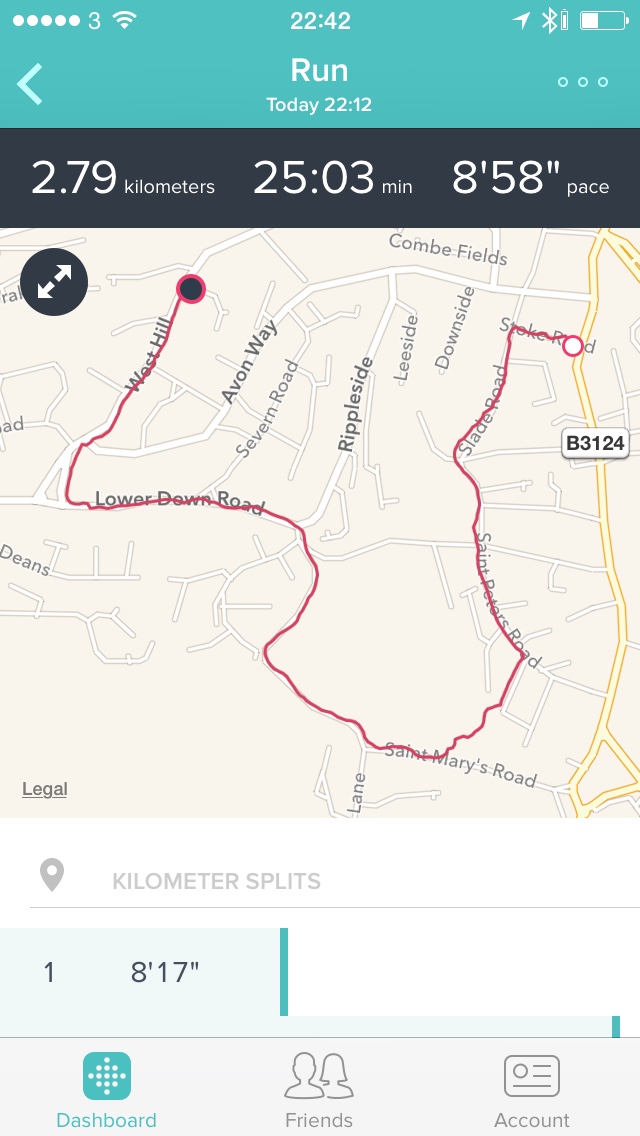 3 22:42
Run
Today 22:12
2.79 kilometers 25:03 min 8'58" pace
Combe Fields
West Hill
Avon Way
Severn Road
Rippleside
Leeside
Downside
Stoke Road
Slade Road
B3124
Lower Down Road
Deans
Saint Peters Road
Saint Mary's Road
Lane
Legal
KILOMETER SPLITS
1 8'17"
Dashboard Friends Account